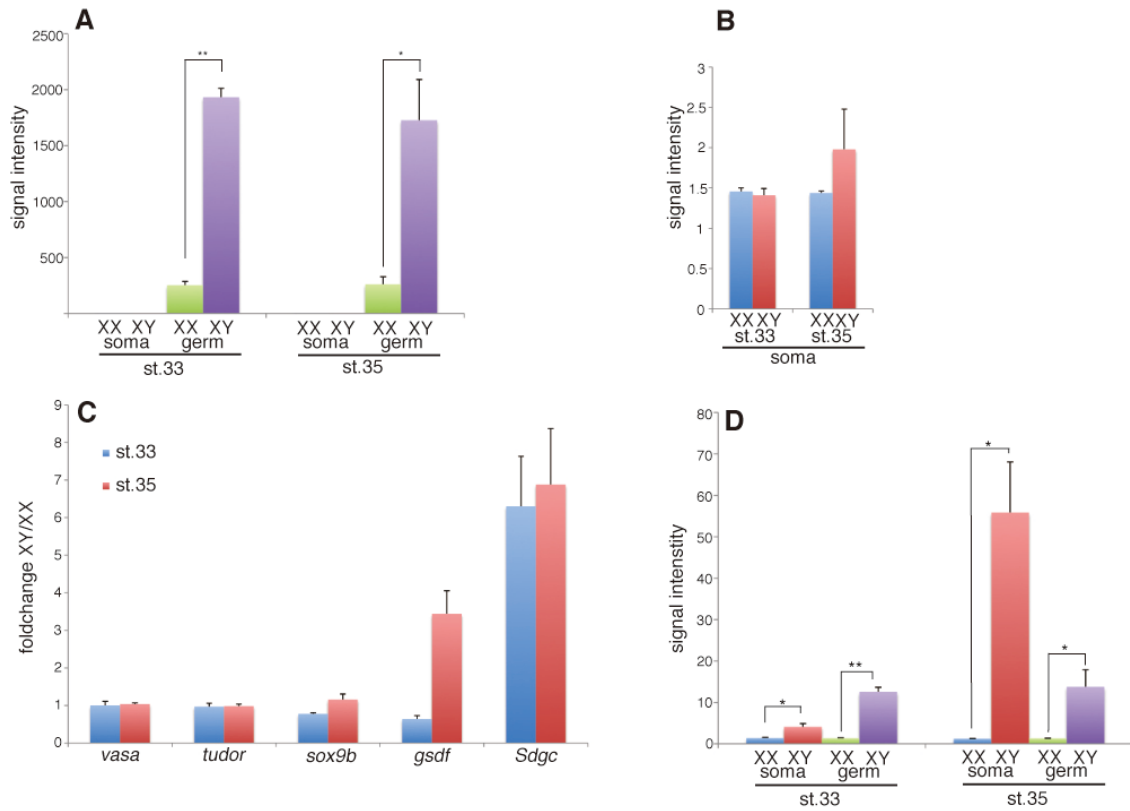 A
2500
2000
1500
1000
500
signal intensity
**
*
XX XY XX XY
soma germ
st.33
XX XY XX XY
soma germ
st.35
B
3
2.5
2
1.5
1
0.5
0
signal intensity
XX XY XX XY
st.33 st.35
soma
C
9
8
7
6
5
4
3
2
1
0
foldchange XY/XX
st.33
st.35
vasa tudor sox9b gsdf Sdgc
D
80
70
60
50
40
30
20
10
0
signal intenstity
*
**
*
*
XX XY XX XY
soma germ
st.33
XX XY XX XY
soma germ
st.35